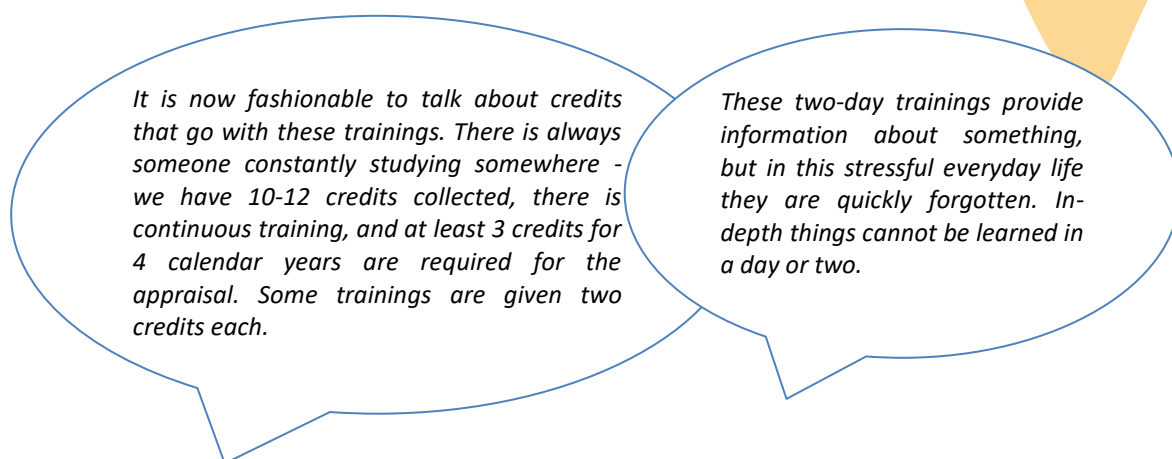 It is now fashionable to talk about credits
that go with these trainings. There is always
someone constantly studying somewhere -
we have 10-12 credits collected, there is
continuous training, and at least 3 credits for
4 calendar years are required for the
appraisal. Some trainings are given two
credits each.
These two-day trainings provide
information about something,
but in this stressful everyday life
they are quickly forgotten. In-
depth things cannot be learned in
a day or two.